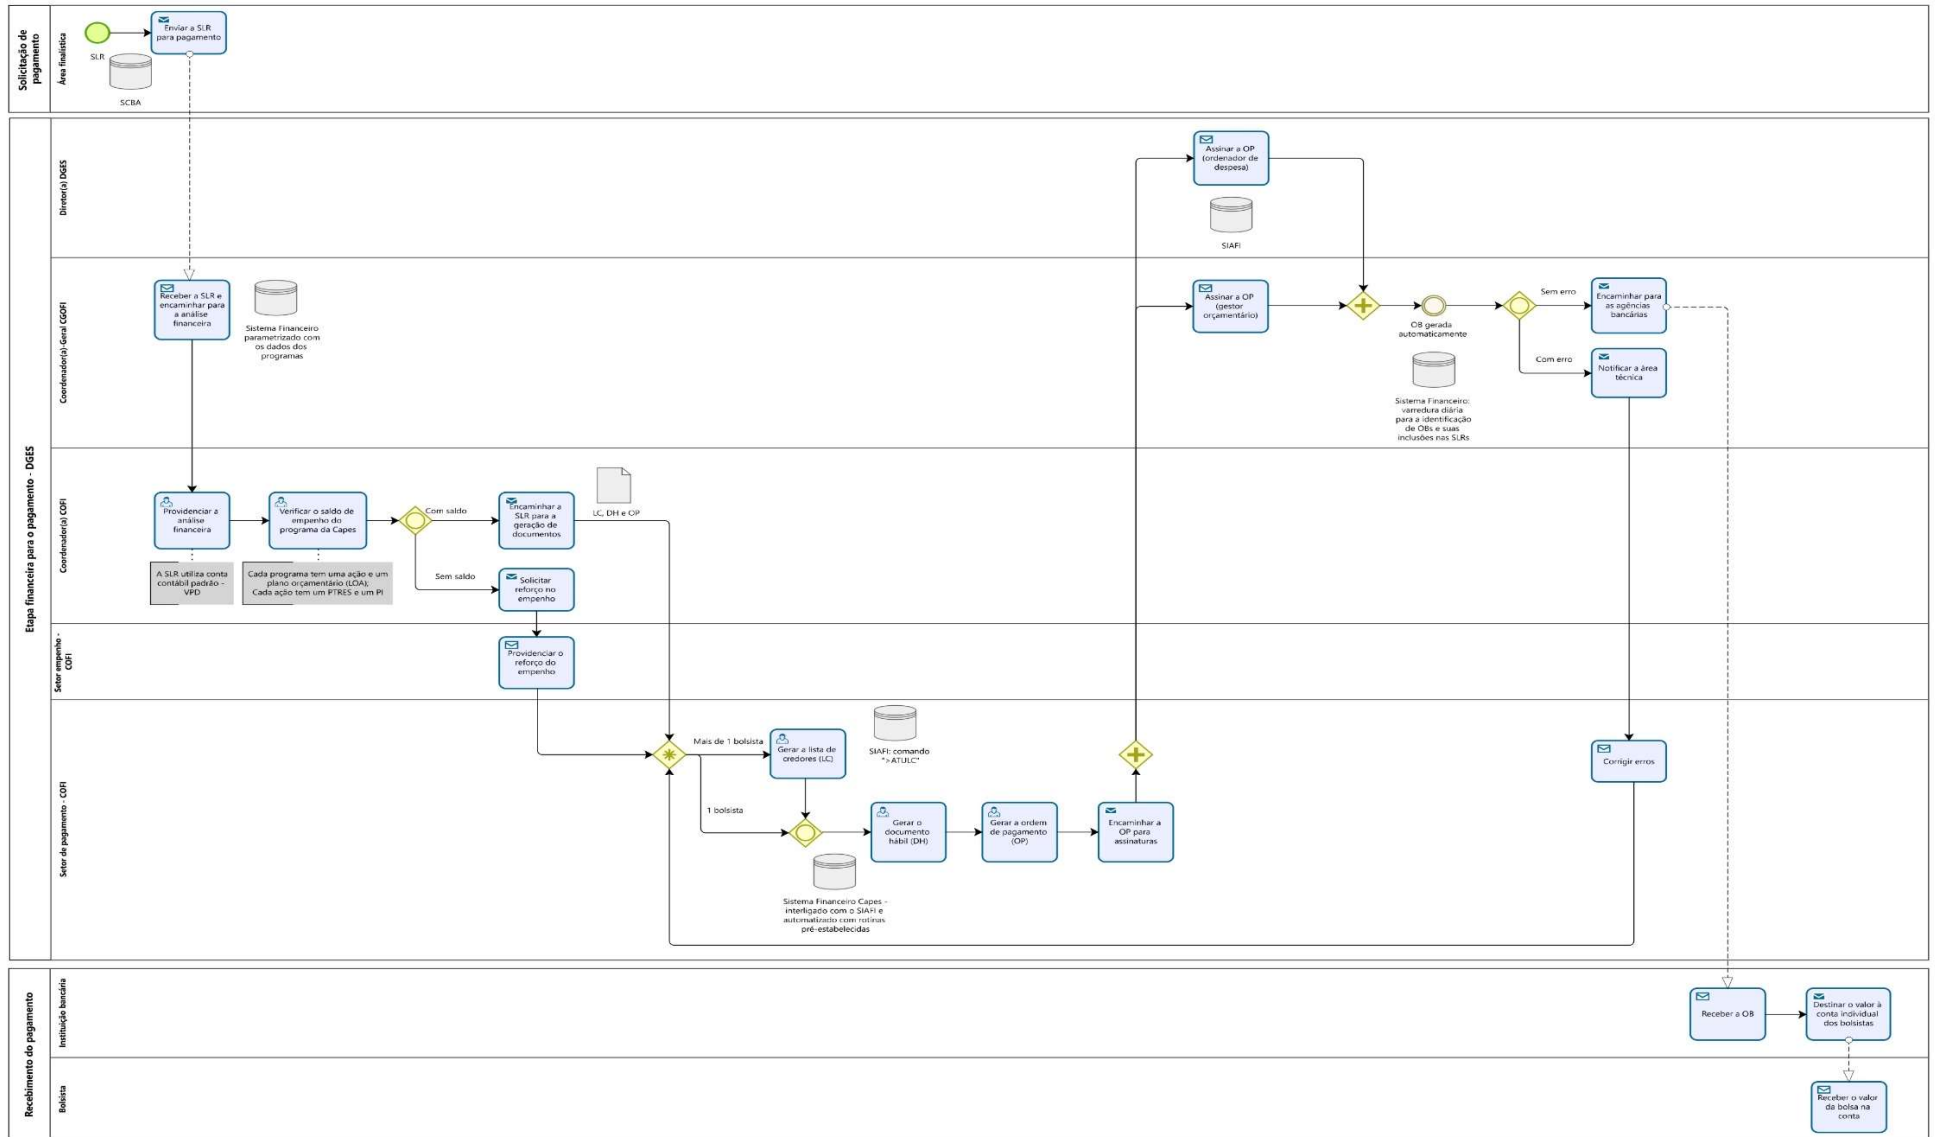 Solicitação de
pagamento
Área finalística
SLR
Enviar a SLR
para pagamento
SCBA
Etapa financeira para o pagamento - DGES
Diretor(a) DGES
Assinar a OP
(ordenador de
despesa)
SIAFI
Coordenador(a)-Geral CGOFI
Receber a SLR e
encaminhar para
a análise
financeira
Sistema Financeiro
parametrizado com
os dados dos
programas
Assinar a OP
(gestor
orçamentário)
OB gerada
automaticamente
Sistema Financeiro:
varredura diária
para a identificação
de OBs e suas
inclusões nas SLRs
Sem erro
Encaminhar para
as agências
bancárias
Com erro
Notificar a área
técnica
Coordenador(a) COFI
Providenciar a
análise
financeira
A SLR utiliza conta
contábil padrão -
VPD
Verificar o saldo de
empenho do
programa da Capes
Cada programa tem uma ação e um
plano orçamentário (LOA);
Cada ação tem um PTRES e um PI
Com saldo
Encaminhar a
SLR para a
geração de
documentos
LC, DH e OP
Sem saldo
Solicitar
reforço no
empenho
Setor empenho -
COFI
Providenciar o
reforço do
empenho
Setor de pagamento - COFI
Mais de 1 bolsista
Gerar a lista de
credores (LC)
SIAFI: comando
">ATULC"
1 bolsista
Sistema Financeiro Capes -
interligado com o SIAFI e
automatizado com rotinas
pré-estabelecidas
Gerar o
documento
hábil (DH)
Gerar a ordem
de pagamento
(OP)
Encaminhar a
OP para
assinaturas
Corrigir erros
Recebimento do pagamento
Instituição bancária
Receber a OB
Destinar o valor à
conta individual
dos bolsistas
Bolsista
Receber o valor
da bolsa na
conta